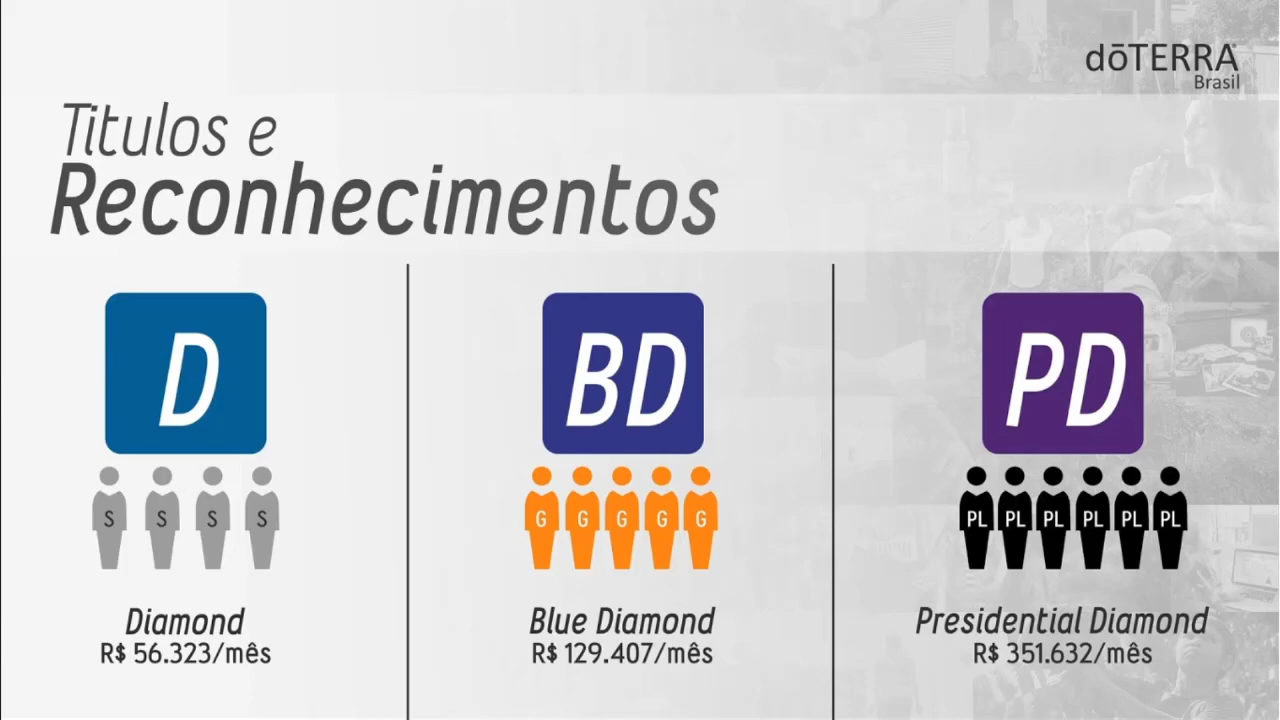 dōTERRA
Brasil
Titulos e
Reconhecimentos
D
BD
PD
S S S S
G G G G G
PL PL PL PL PL PL
Diamond
R$ 56.323/mês
Blue Diamond
R$ 129.407/mês
Presidential Diamond
R$ 351.632/mês